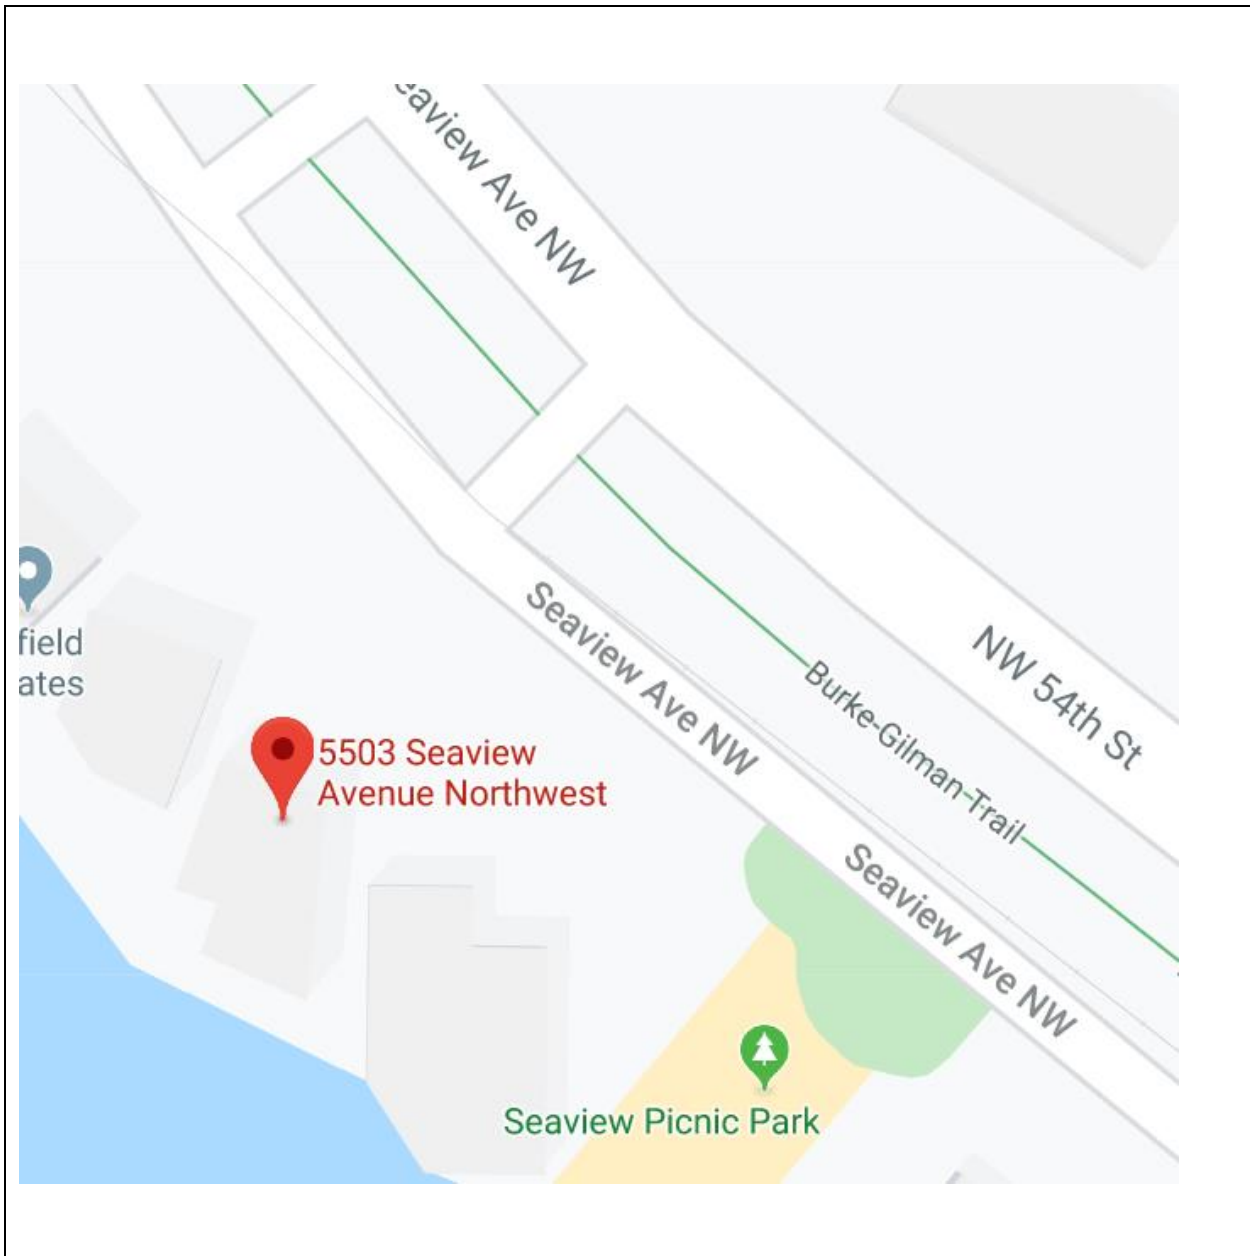 eaview Ave NW
Seaview Ave NW
NW 54th St
field
ates
Burke-Gilman-Trail
5503 Seaview
Avenue Northwest
Seaview Ave NW
Seaview Picnic Park